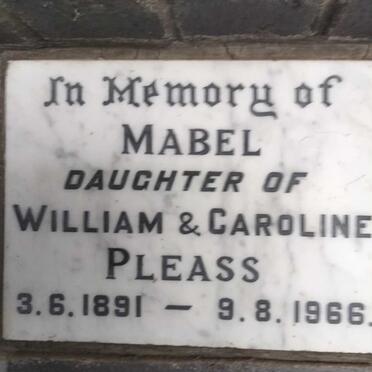 In Memory of
MABEL
DAUGHTER OF
WILLIAM & CAROLINE
PLEASS
3.6.1891 — 9.8.1966.